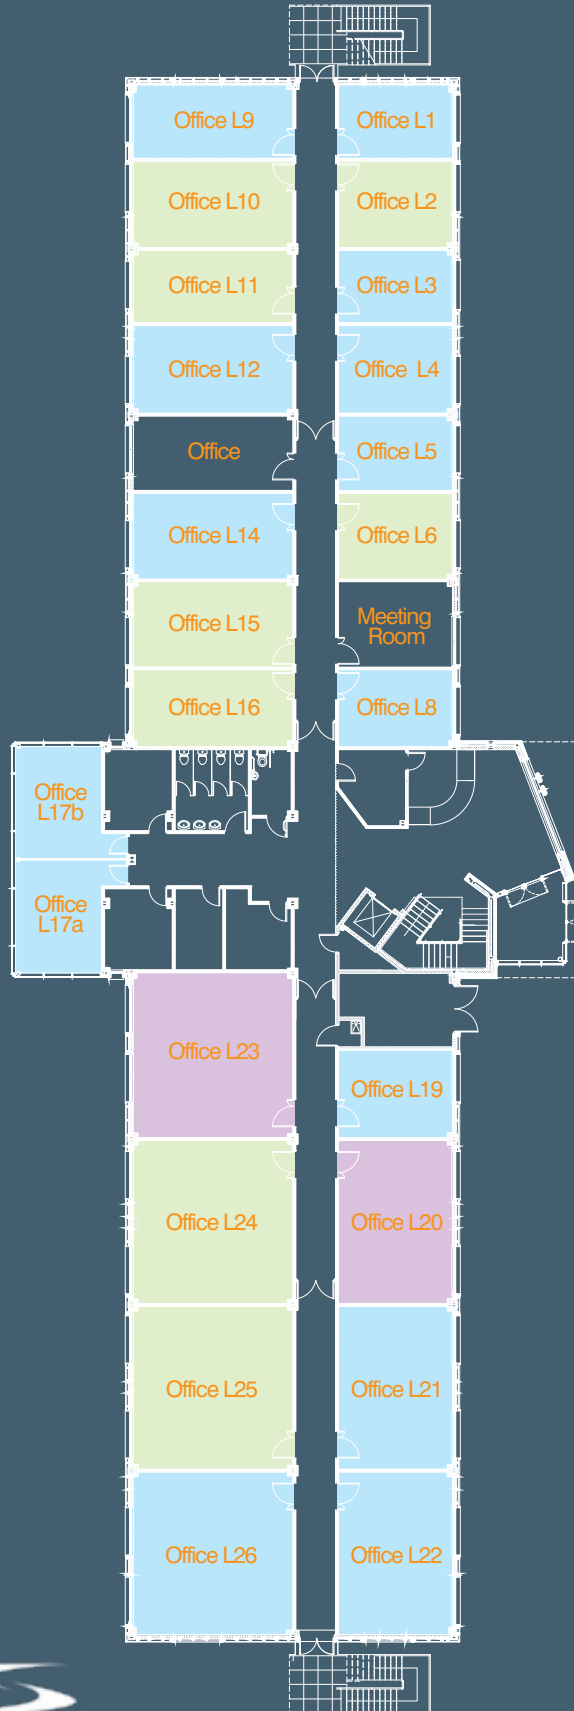 Office L9
Office L1
Office L10
Office L2
Office L11
Office L3
Office L12
Office L4
Office
Office L5
Office L14
Office L6
Office L15
Meeting
Room
Office L16
Office L8
Office
L17b
Office
L17a
Office L23
Office L19
Office L24
Office L20
Office L25
Office L21
Office L26
Office L22